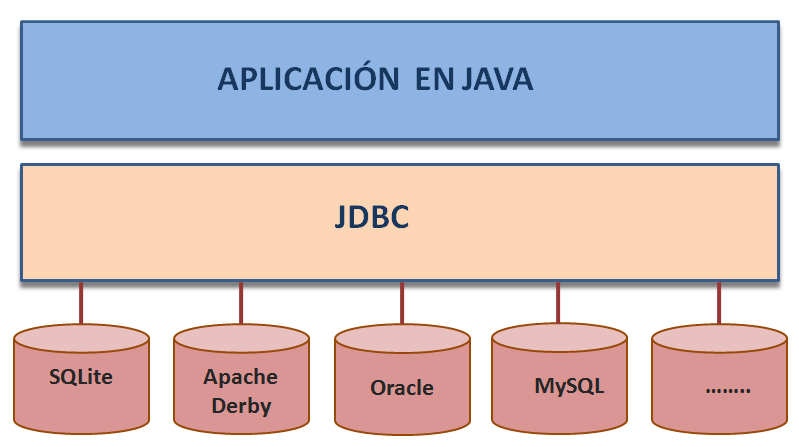 APLICACIÓN EN JAVA
JDBC
SQLite
Apache
Derby
Oracle
MySQL
........